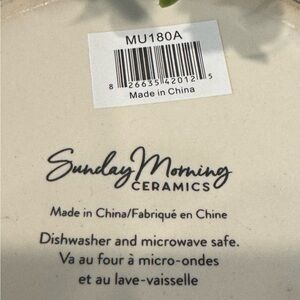 MU180A
8 26635 42012 5
Made in China
Sunday Morning
CERAMICS
Made in China/Fabriqué en Chine
Dishwasher and microwave safe.
Va au four à micro-ondes
et au lave-vaisselle